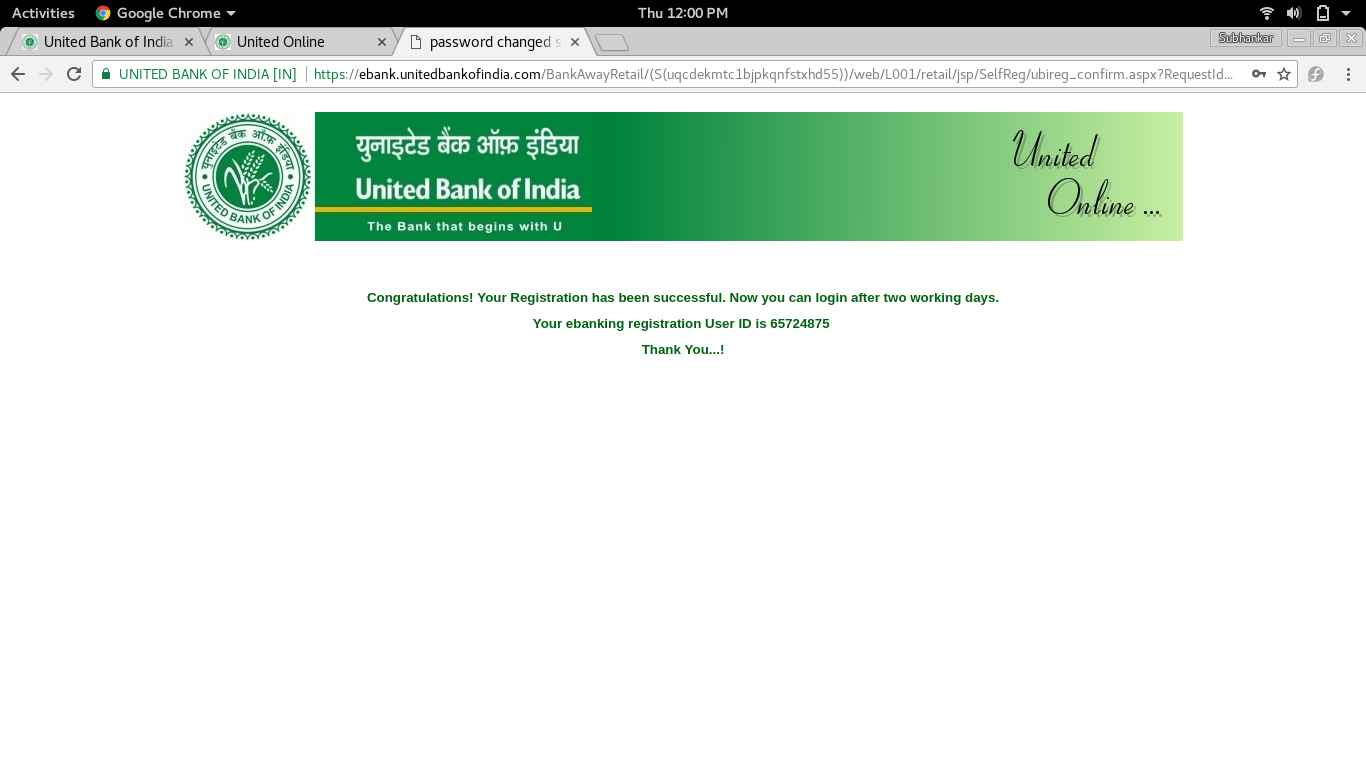 Activities
Google Chrome
Thu 12:00 PM
United Bank of India
United Online
password changed s
Subhankar
UNITED BANK OF INDIA [IN]
https://ebank.unitedbankofindia.com/BankAwayRetail/(S(uqcdekmtc1bjpkqnfstxhd55))/web/L001/retail/jsp/SelfReg/ubireg_confirm.aspx?RequestId...
यूनाइटेड बैंक ऑफ़ इंडिया
UNITED BANK OF INDIA
युनाइटेड बैंक ऑफ़ इंडिया
United Bank of India
The Bank that begins with U
United
Online ...
Congratulations! Your Registration has been successful. Now you can login after two working days.
Your ebanking registration User ID is 65724875
Thank You...!